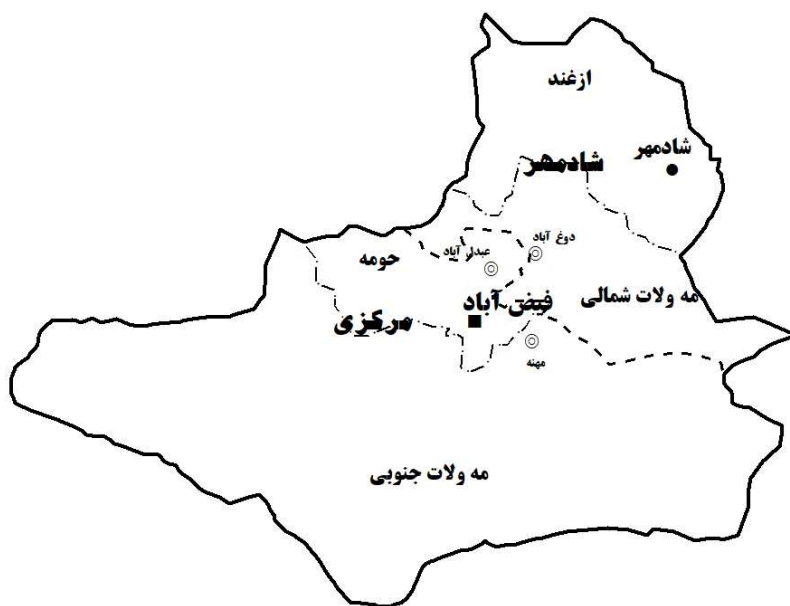 ازغند
شادمهر
شادمهر
دوغ آباد
عبدل آباد
حومه
مه ولات شمالی
فیض آباد
مرکزی
مهنه
مه ولات جنوبی